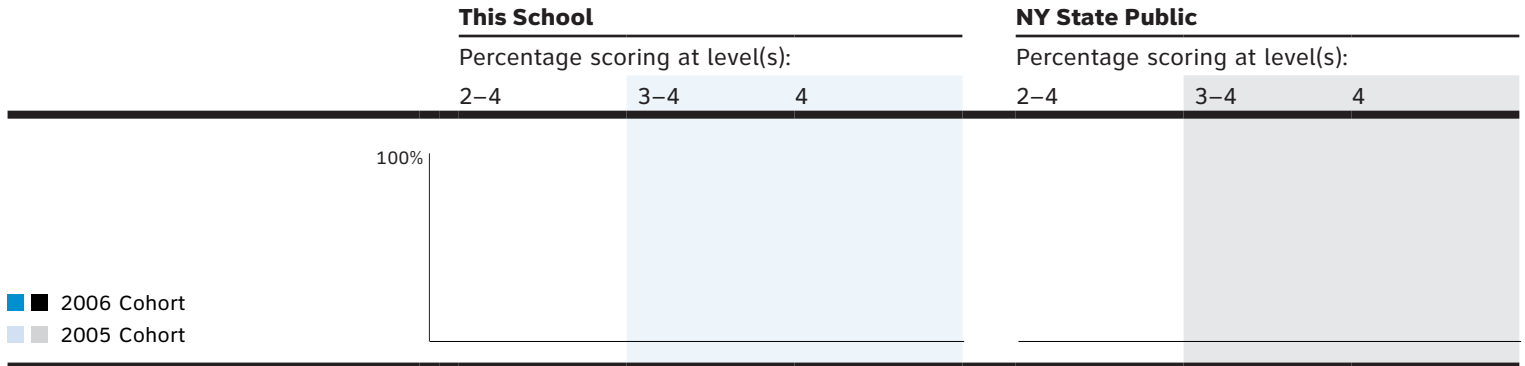 This School NY State Public
Percentage scoring at level(s): Percentage scoring at level(s):
2–4 3–4 4 2–4 3–4 4
100%
2006 Cohort
2005 Cohort